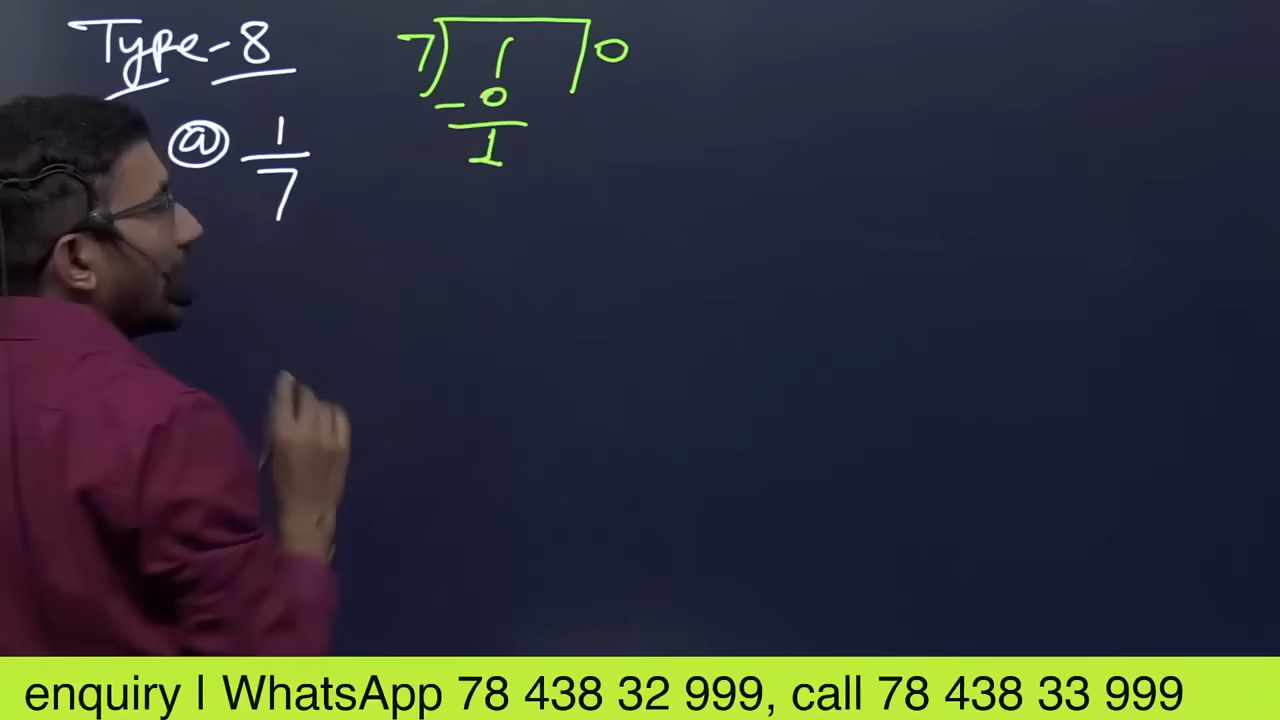 Type-8
7) 1 ) 0
- 0
1
ⓐ 1/7
enquiry I WhatsApp 78 438 32 999, call 78 438 33 999